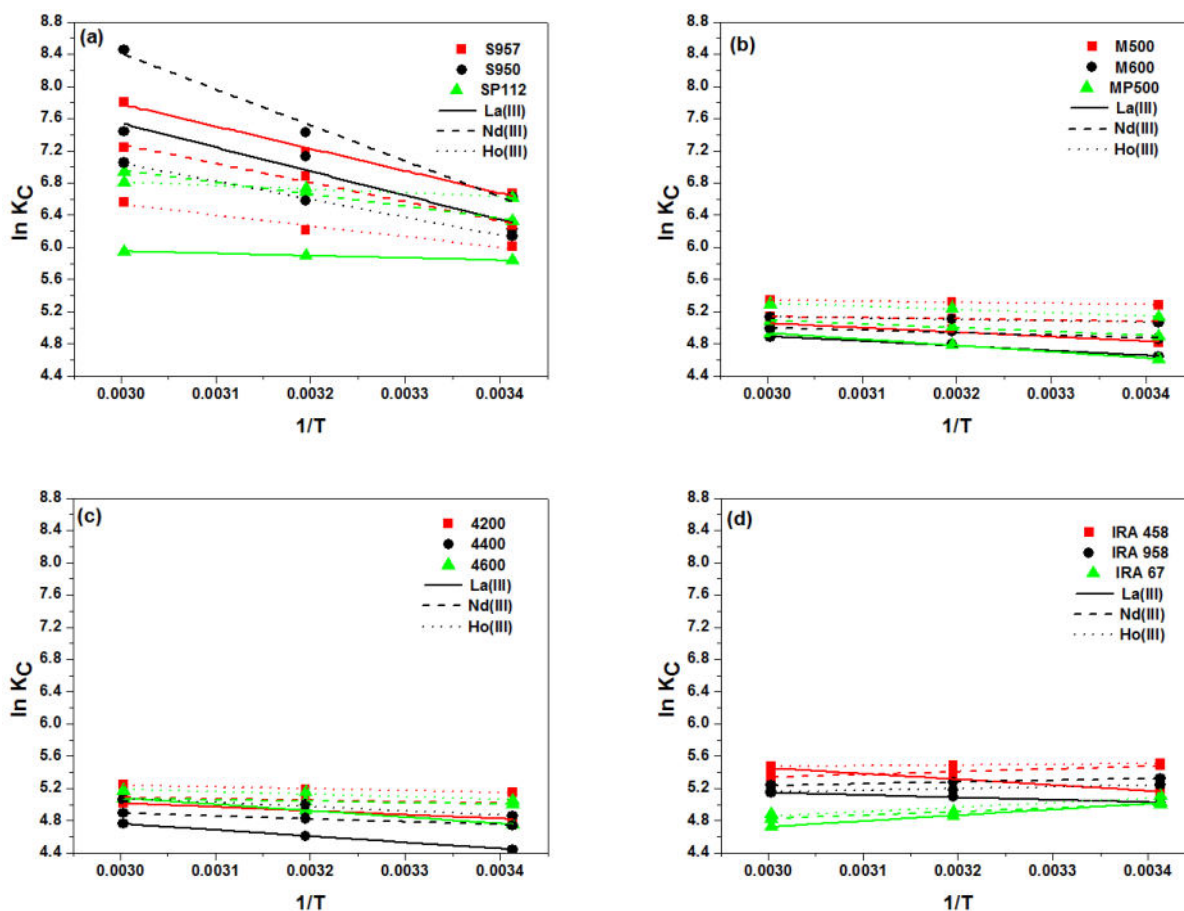 (a)
S957
S950
SP112
La(III)
Nd(III)
Ho(III)
8.8
8.4
8.0
7.6
7.2
6.8
6.4
6.0
5.6
5.2
4.8
4.4
ln K_C
0.0030 0.0031 0.0032 0.0033 0.0034
1/T
(b)
M500
M600
MP500
La(III)
Nd(III)
Ho(III)
8.8
8.4
8.0
7.6
7.2
6.8
6.4
6.0
5.6
5.2
4.8
4.4
ln K_C
0.0030 0.0031 0.0032 0.0033 0.0034
1/T
(c)
4200
4400
4600
La(III)
Nd(III)
Ho(III)
8.8
8.4
8.0
7.6
7.2
6.8
6.4
6.0
5.6
5.2
4.8
4.4
ln K_C
0.0030 0.0031 0.0032 0.0033 0.0034
1/T
(d)
IRA 458
IRA 958
IRA 67
La(III)
Nd(III)
Ho(III)
8.8
8.4
8.0
7.6
7.2
6.8
6.4
6.0
5.6
5.2
4.8
4.4
ln K_C
0.0030 0.0031 0.0032 0.0033 0.0034
1/T